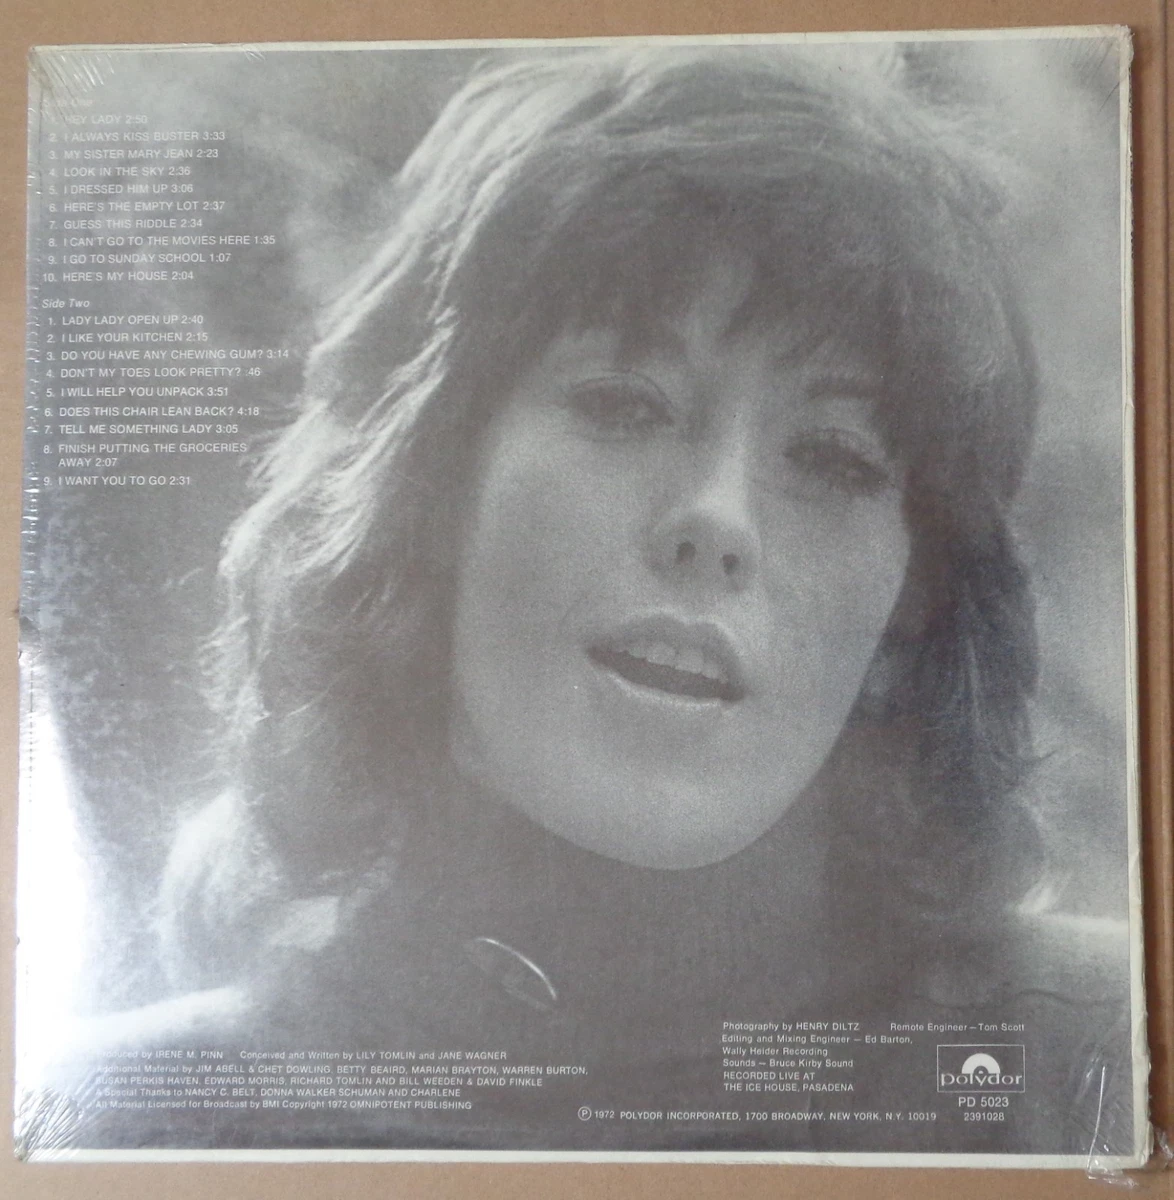 Side One
1. HEY LADY 2:50
2. I ALWAYS KISS BUSTER 3:33
3. MY SISTER MARY JEAN 2:23
4. LOOK IN THE SKY 2:36
5. I DRESSED HIM UP 3:06
6. HERE'S THE EMPTY LOT 2:37
7. GUESS THIS RIDDLE 2:34
8. I CAN'T GO TO THE MOVIES HERE 1:35
9. I GO TO SUNDAY SCHOOL 1:07
10. HERE'S MY HOUSE 2:04
Side Two
1. LADY LADY OPEN UP 2:40
2. I LIKE YOUR KITCHEN 2:15
3. DO YOU HAVE ANY CHEWING GUM? 3:14
4. DON'T MY TOES LOOK PRETTY? :46
5. I WILL HELP YOU UNPACK 3:51
6. DOES THIS CHAIR LEAN BACK? 4:18
7. TELL ME SOMETHING LADY 3:05
8. FINISH PUTTING THE GROCERIES
AWAY 2:07
9. I WANT YOU TO GO 2:31
Produced by IRENE M. PINN Conceived and Written by LILY TOMLIN and JANE WAGNER
Additional Material by JIM ABELL & CHET DOWLING, BETTY BEAIRD, MARIAN BRAYTON, WARREN BURTON,
SUSAN PERKIS HAVEN, EDWARD MORRIS, RICHARD TOMLIN AND BILL WEEDEN & DAVID FINKLE
A Special Thanks to NANCY C. BELT, DONNA WALKER SCHUMAN AND CHARLENE
All Material Licensed for Broadcast by BMI Copyright 1972 OMNIPOTENT PUBLISHING
Photography by HENRY DILTZ Remote Engineer – Tom Scott
Editing and Mixing Engineer – Ed Barton,
Wally Heider Recording
Sounds – Bruce Kirby Sound
RECORDED LIVE AT
THE ICE HOUSE, PASADENA
polydor
PD 5023
2391028
Ⓟ 1972 POLYDOR INCORPORATED, 1700 BROADWAY, NEW YORK, N.Y. 10019